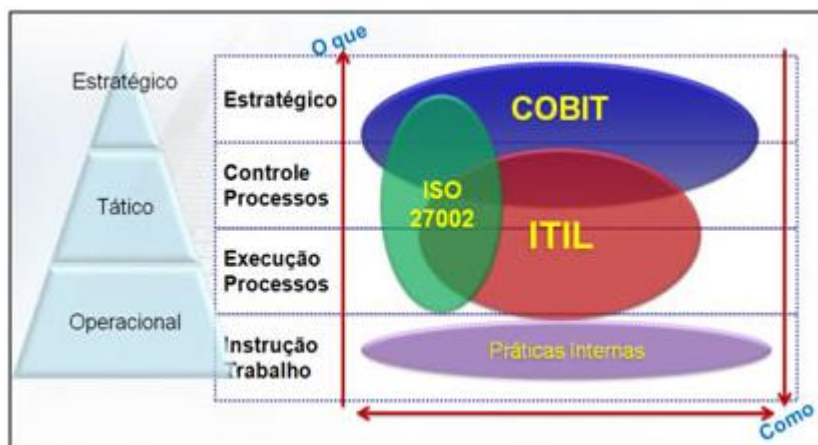 O que
Estratégico
Tático
Operacional
Estratégico
Controle
Processos
Execução
Processos
Instrução
Trabalho
COBIT
ISO
27002
ITIL
Práticas Internas
Como